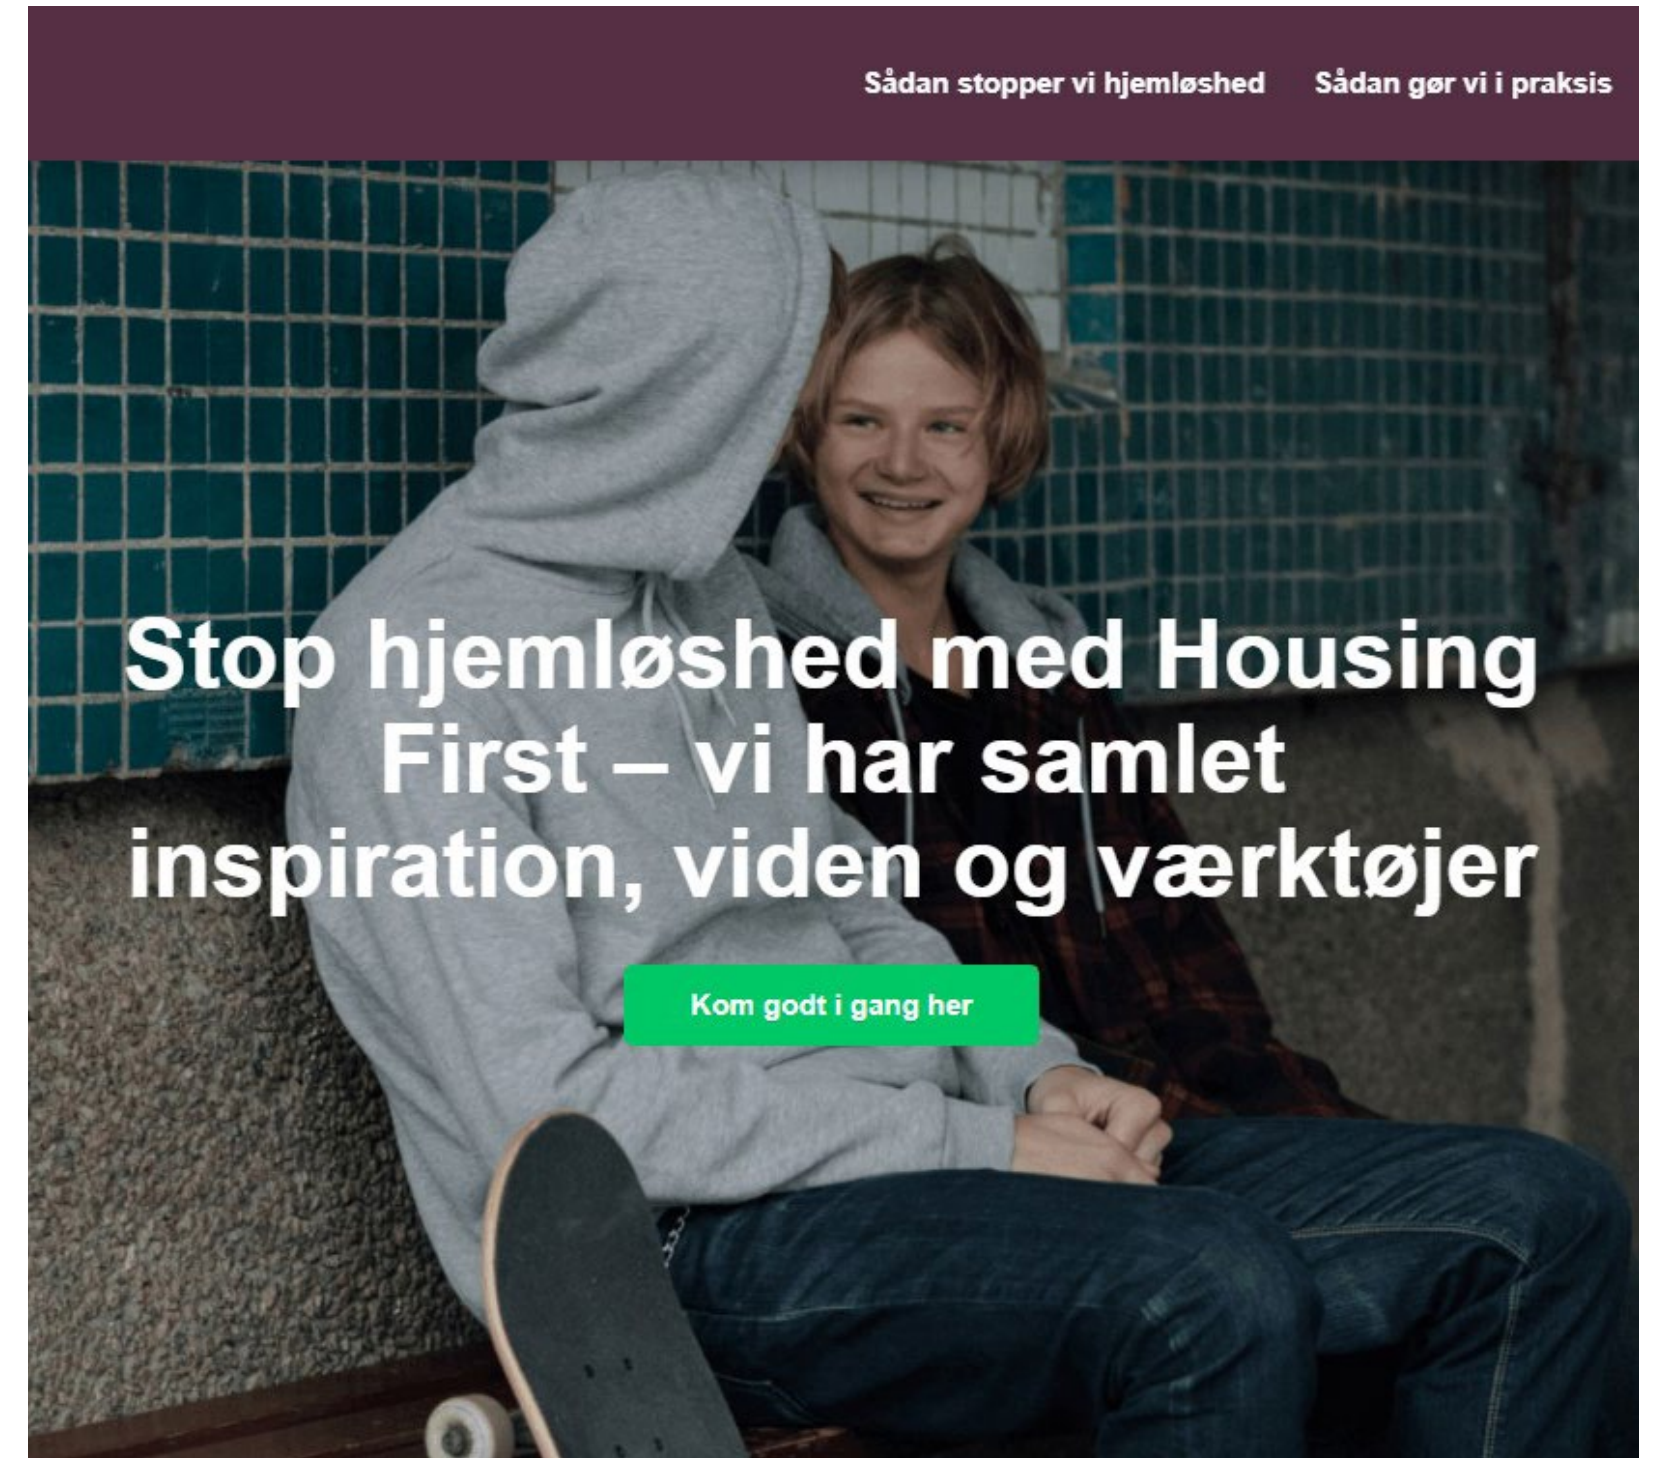 Sådan stopper vi hjemløshed
Sådan gør vi i praksis
Stop hjemløshed med Housing
First – vi har samlet
inspiration, viden og værktøjer
Kom godt i gang her